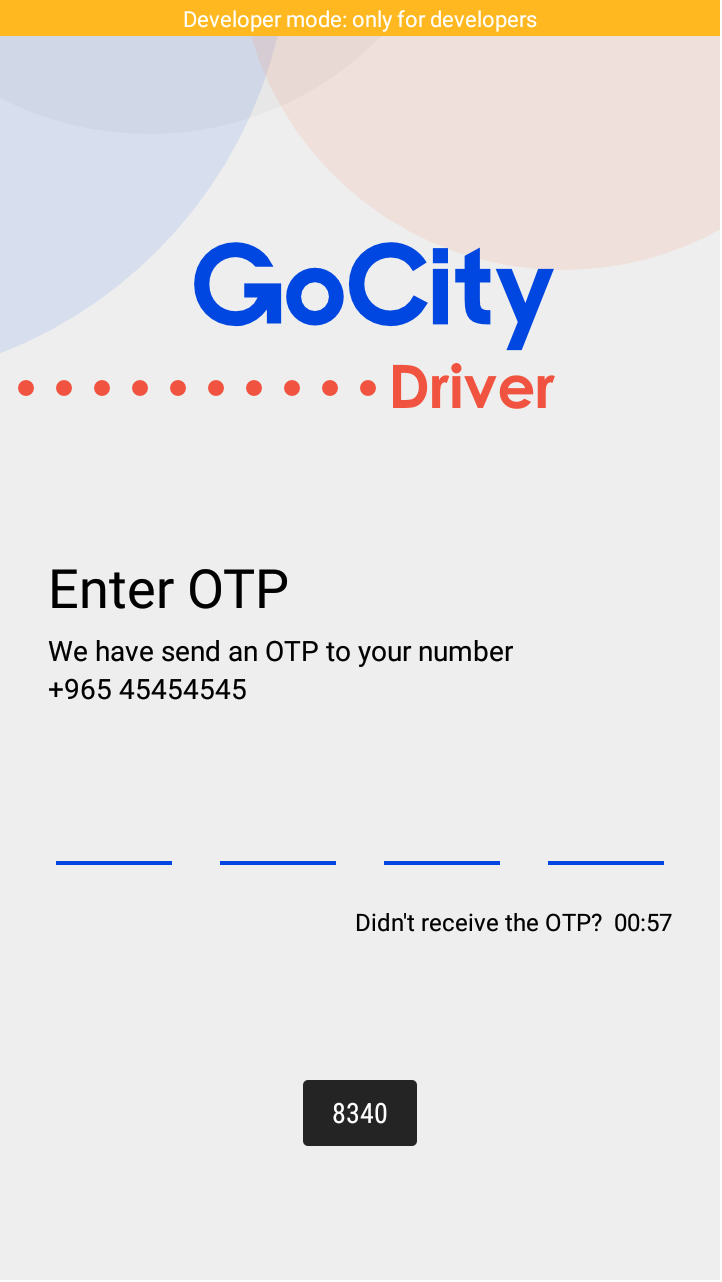 Developer mode: only for developers
GoCity
Driver
Enter OTP
We have send an OTP to your number
+965 45454545
Didn't receive the OTP? 00:57
8340